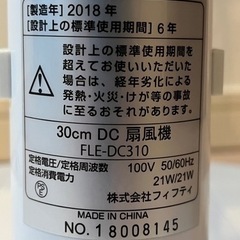 [製造年] 2018年
[設計上の標準使用期間] 6年
設計上の標準使用期間を
超えてお使いいただいた
場合は、経年劣化による
発熱・火災・けが等の事故
に至るおそれがあります。
30cm DC 扇風機
FLE-DC310
定格電圧/定格周波数 100V 50/60Hz
定格消費電力 21W/21W
株式会社フィフティ
MADE IN CHINA
NO. 18008145